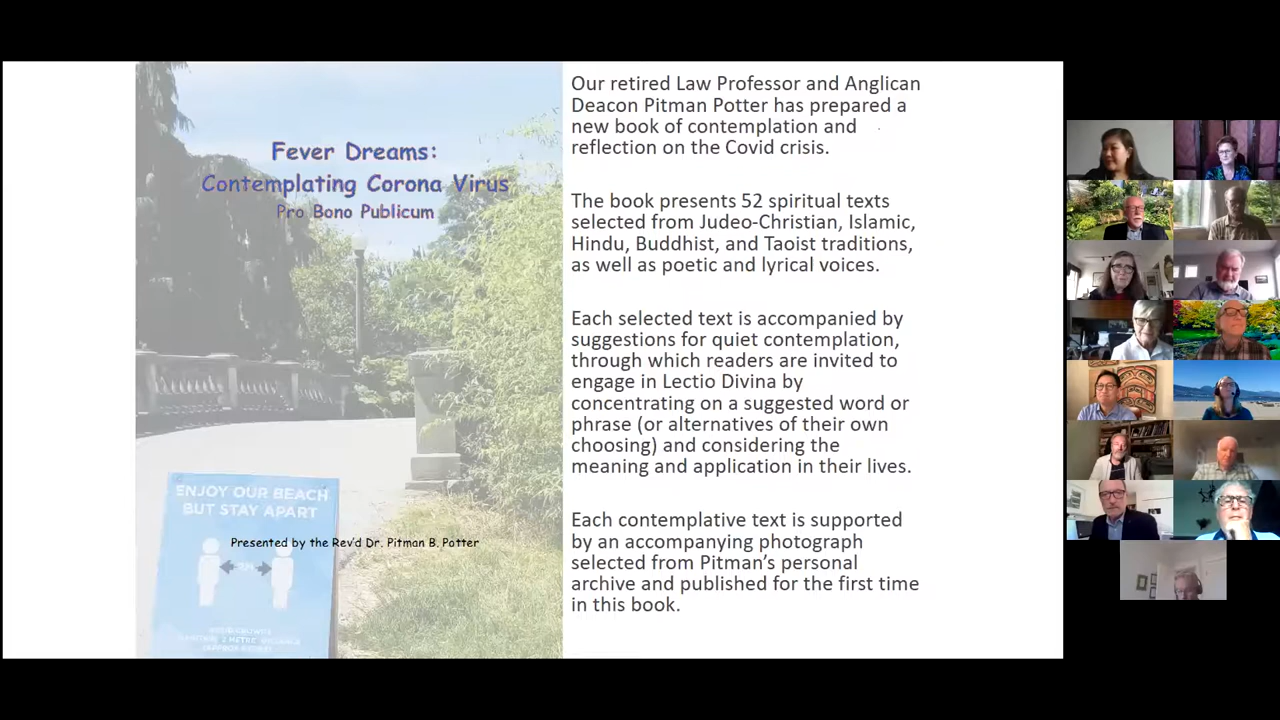 Fever Dreams:
Contemplating Corona Virus
Pro Bono Publicum
ENJOY OUR BEACH
BUT STAY APART
Presented by the Rev'd Dr. Pitman B. Potter
Our retired Law Professor and Anglican
Deacon Pitman Potter has prepared a
new book of contemplation and
reflection on the Covid crisis.
The book presents 52 spiritual texts
selected from Judeo-Christian, Islamic,
Hindu, Buddhist, and Taoist traditions,
as well as poetic and lyrical voices.
Each selected text is accompanied by
suggestions for quiet contemplation,
through which readers are invited to
engage in Lectio Divina by
concentrating on a suggested word or
phrase (or alternatives of their own
choosing) and considering the
meaning and application in their lives.
Each contemplative text is supported
by an accompanying photograph
selected from Pitman's personal
archive and published for the first time
in this book.